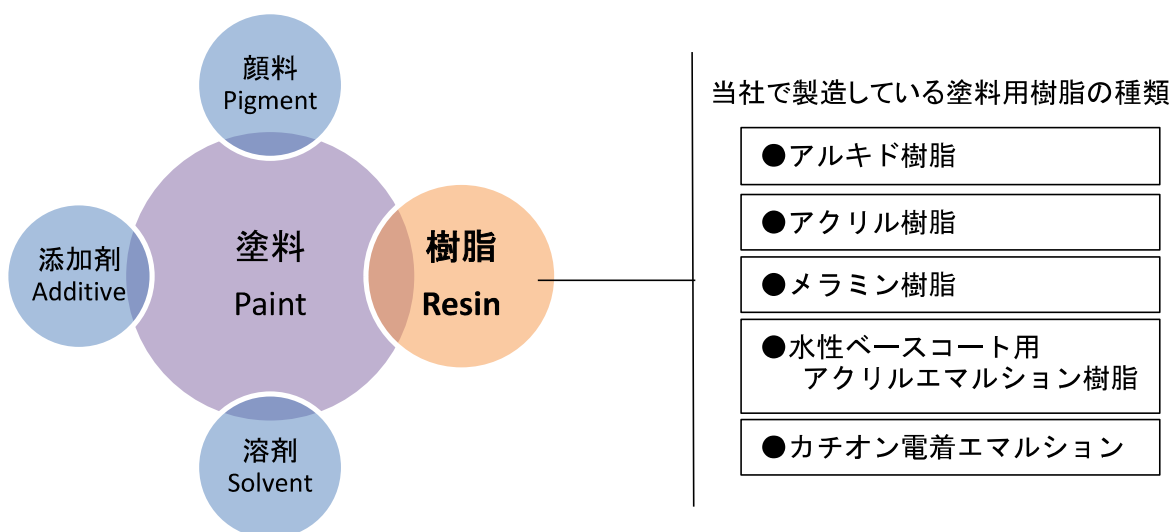 顔料
Pigment
添加剤
Additive
塗料
Paint
樹脂
Resin
溶剤
Solvent
当社で製造している塗料用樹脂の種類
●アルキド樹脂
●アクリル樹脂
●メラミン樹脂
●水性ベースコート用
アクリルエマルション樹脂
●カチオン電着エマルション